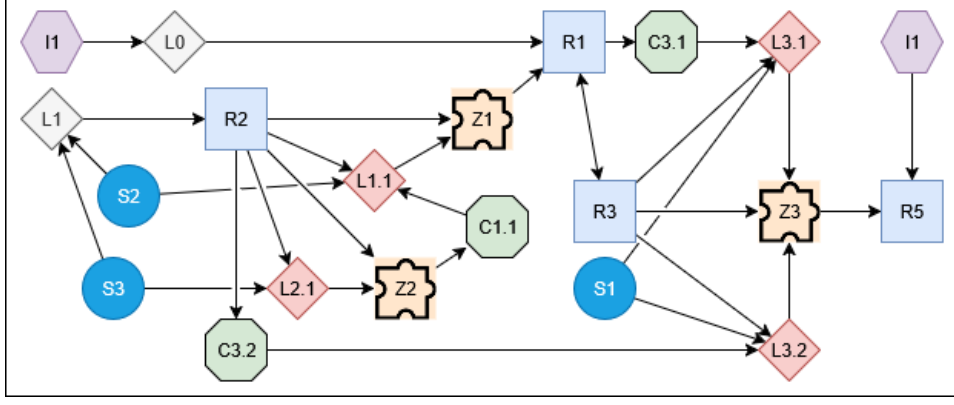 I1
L0
R1
C3.1
L3.1
I1
L1
R2
Z1
S2
L1.1
C1.1
R3
Z3
R5
S3
L2.1
Z2
S1
C3.2
L3.2